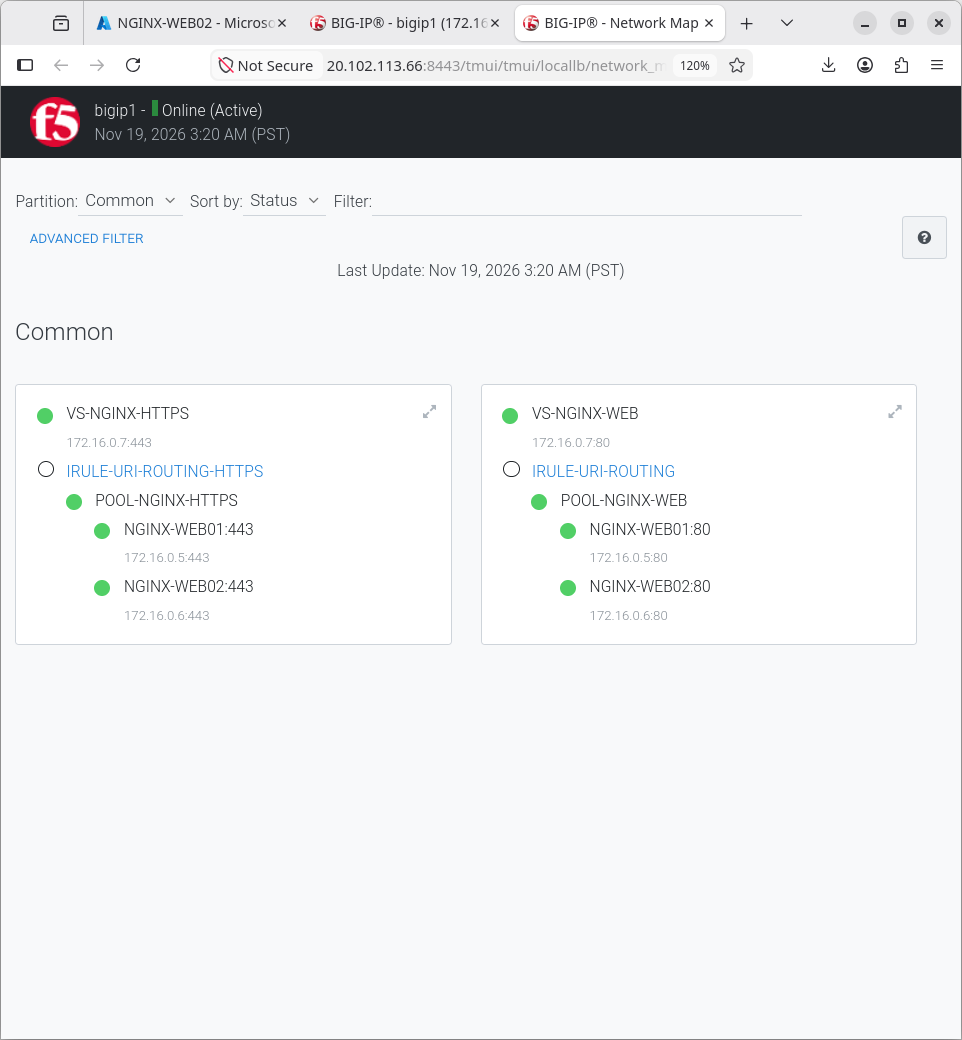 NGINX-WEB02 - Microso
BIG-IP® - bigip1 (172.16
BIG-IP® - Network Map
Not Secure
20.102.113.66:8443/tmui/tmui/locallb/network_m
120%
f5
bigip1 - Online (Active)
Nov 19, 2026 3:20 AM (PST)
Partition: Common Sort by: Status Filter:
ADVANCED FILTER
?
Last Update: Nov 19, 2026 3:20 AM (PST)
Common
VS-NGINX-HTTPS
172.16.0.7:443
IRULE-URI-ROUTING-HTTPS
POOL-NGINX-HTTPS
NGINX-WEB01:443
172.16.0.5:443
NGINX-WEB02:443
172.16.0.6:443
VS-NGINX-WEB
172.16.0.7:80
IRULE-URI-ROUTING
POOL-NGINX-WEB
NGINX-WEB01:80
172.16.0.5:80
NGINX-WEB02:80
172.16.0.6:80